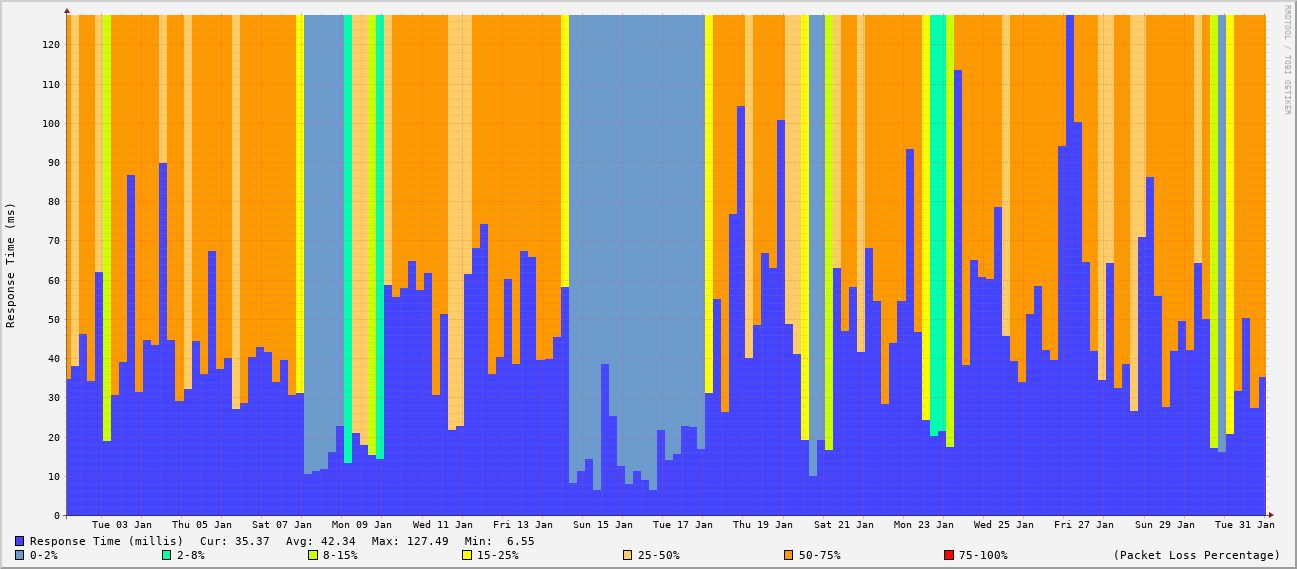 RRDTOOL / TOBI OETIKER
Response Time (ms)
120
110
100
90
80
70
60
50
40
30
20
10
0
Tue 03 Jan Thu 05 Jan Sat 07 Jan Mon 09 Jan Wed 11 Jan Fri 13 Jan Sun 15 Jan Tue 17 Jan Thu 19 Jan Sat 21 Jan Mon 23 Jan Wed 25 Jan Fri 27 Jan Sun 29 Jan Tue 31 Jan
Response Time (millis) Cur: 35.37 Avg: 42.34 Max: 127.49 Min: 6.55
0-2% 2-8% 8-15% 15-25% 25-50% 50-75% 75-100% (Packet Loss Percentage)